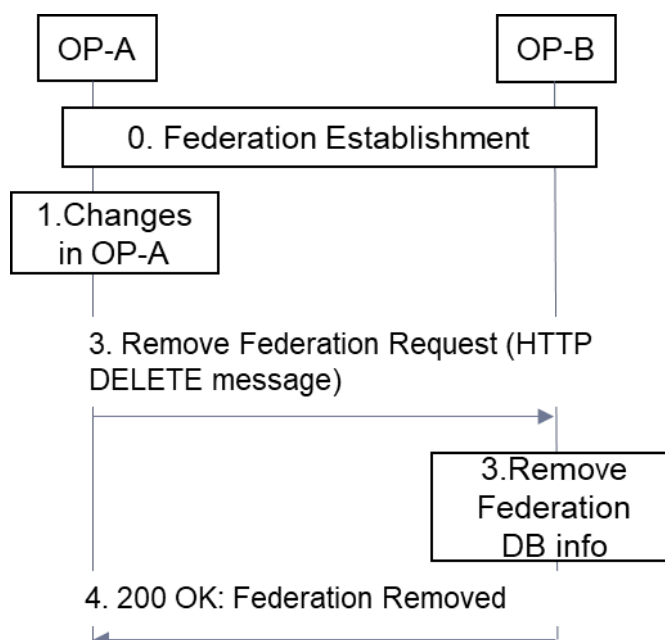 OP-A
OP-B
0. Federation Establishment
1.Changes
in OP-A
3. Remove Federation Request (HTTP
DELETE message)
3.Remove
Federation
DB info
4. 200 OK: Federation Removed